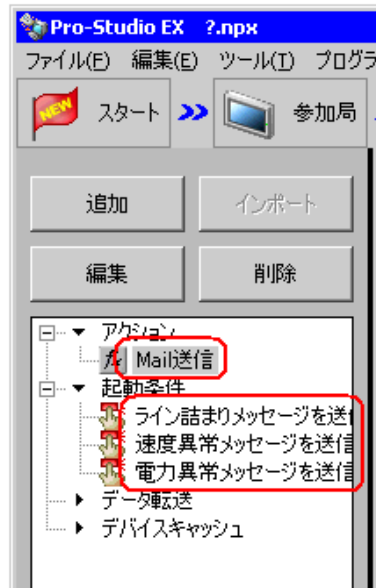 Pro-Studio EX ?.npx
ファイル(F) 編集(E) ツール(T) プログラ
NEW スタート 参加局
追加 インポート
編集 削除
アクション
fx Mail送信
起動条件
ライン詰まりメッセージを送信
速度異常メッセージを送信
電力異常メッセージを送信
データ転送
デバイスキャッシュ